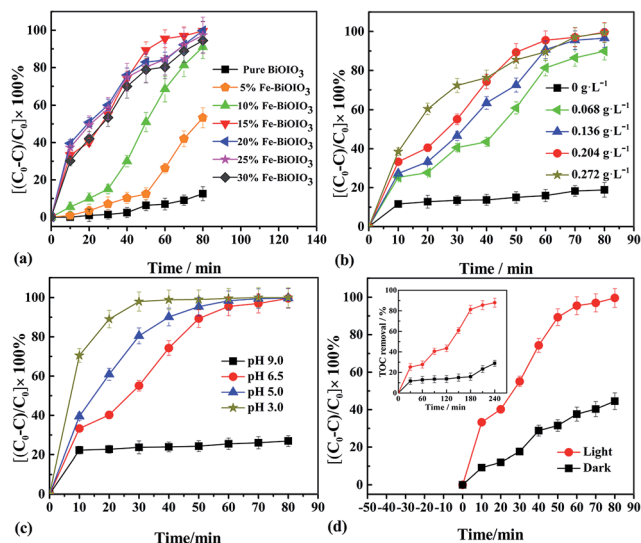 [(C₀-C)/C₀]× 100%
100
80
60
40
20
0
Pure BiOIO₃
5% Fe-BiOIO₃
10% Fe-BiOIO₃
15% Fe-BiOIO₃
20% Fe-BiOIO₃
25% Fe-BiOIO₃
30% Fe-BiOIO₃
0 20 40 60 80 100 120 140
(a)
Time / min
[(C₀-C)/C₀]× 100%
100
80
60
40
20
0
0 g·L⁻¹
0.068 g·L⁻¹
0.136 g·L⁻¹
0.204 g·L⁻¹
0.272 g·L⁻¹
0 10 20 30 40 50 60 70 80 90
(b)
Time / min
[(C₀-C)/C₀]× 100%
100
80
60
40
20
0
pH 9.0
pH 6.5
pH 5.0
pH 3.0
0 10 20 30 40 50 60 70 80 90
(c)
Time/min
[(C₀-C)/C₀]× 100%
100
80
60
40
20
0
TOC removal / %
100
80
60
40
20
0
0 60 120 180 240
Time / min
Light
Dark
-50 -40 -30 -20 -10 0 10 20 30 40 50 60 70 80 90
(d)
Time/min